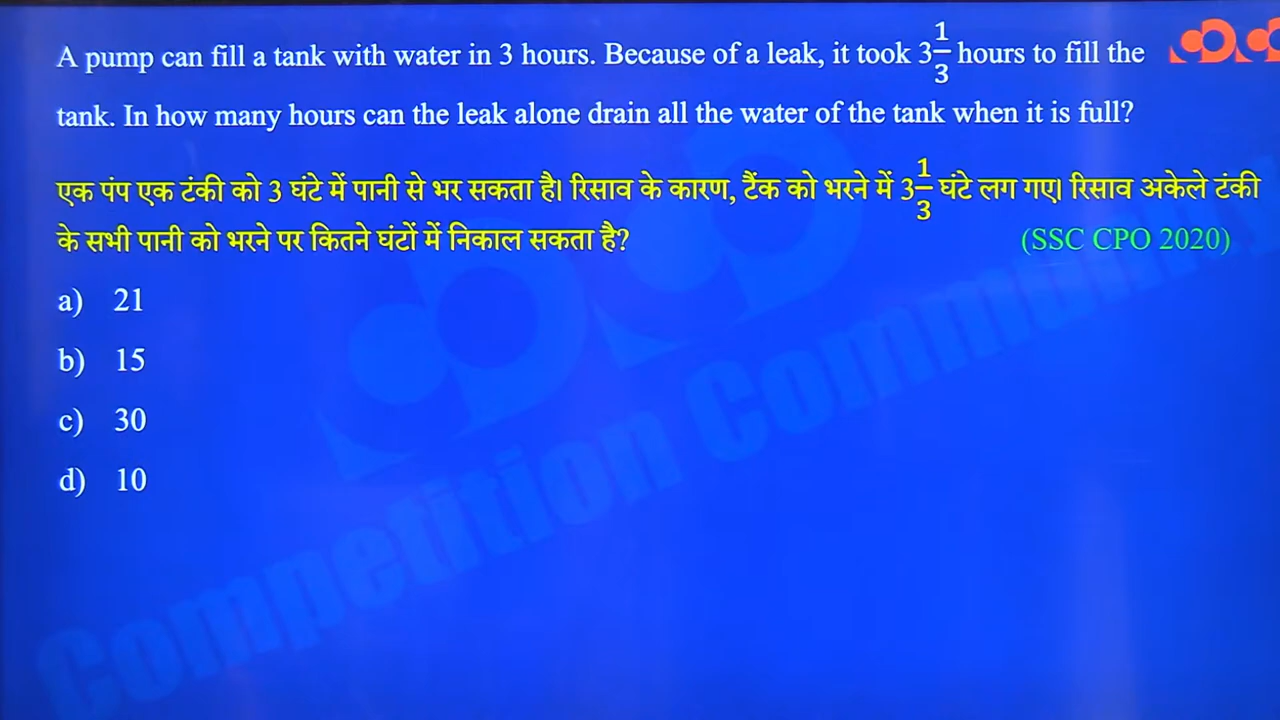 A pump can fill a tank with water in 3 hours. Because of a leak, it took 3 1/3 hours to fill the
tank. In how many hours can the leak alone drain all the water of the tank when it is full?
एक पंप एक टंकी को 3 घंटे में पानी से भर सकता है। रिसाव के कारण, टैंक को भरने में 3 1/3 घंटे लग गए। रिसाव अकेले टंकी
के सभी पानी को भरने पर कितने घंटों में निकाल सकता है?
(SSC CPO 2020)
a) 21
b) 15
c) 30
d) 10
Competition Community